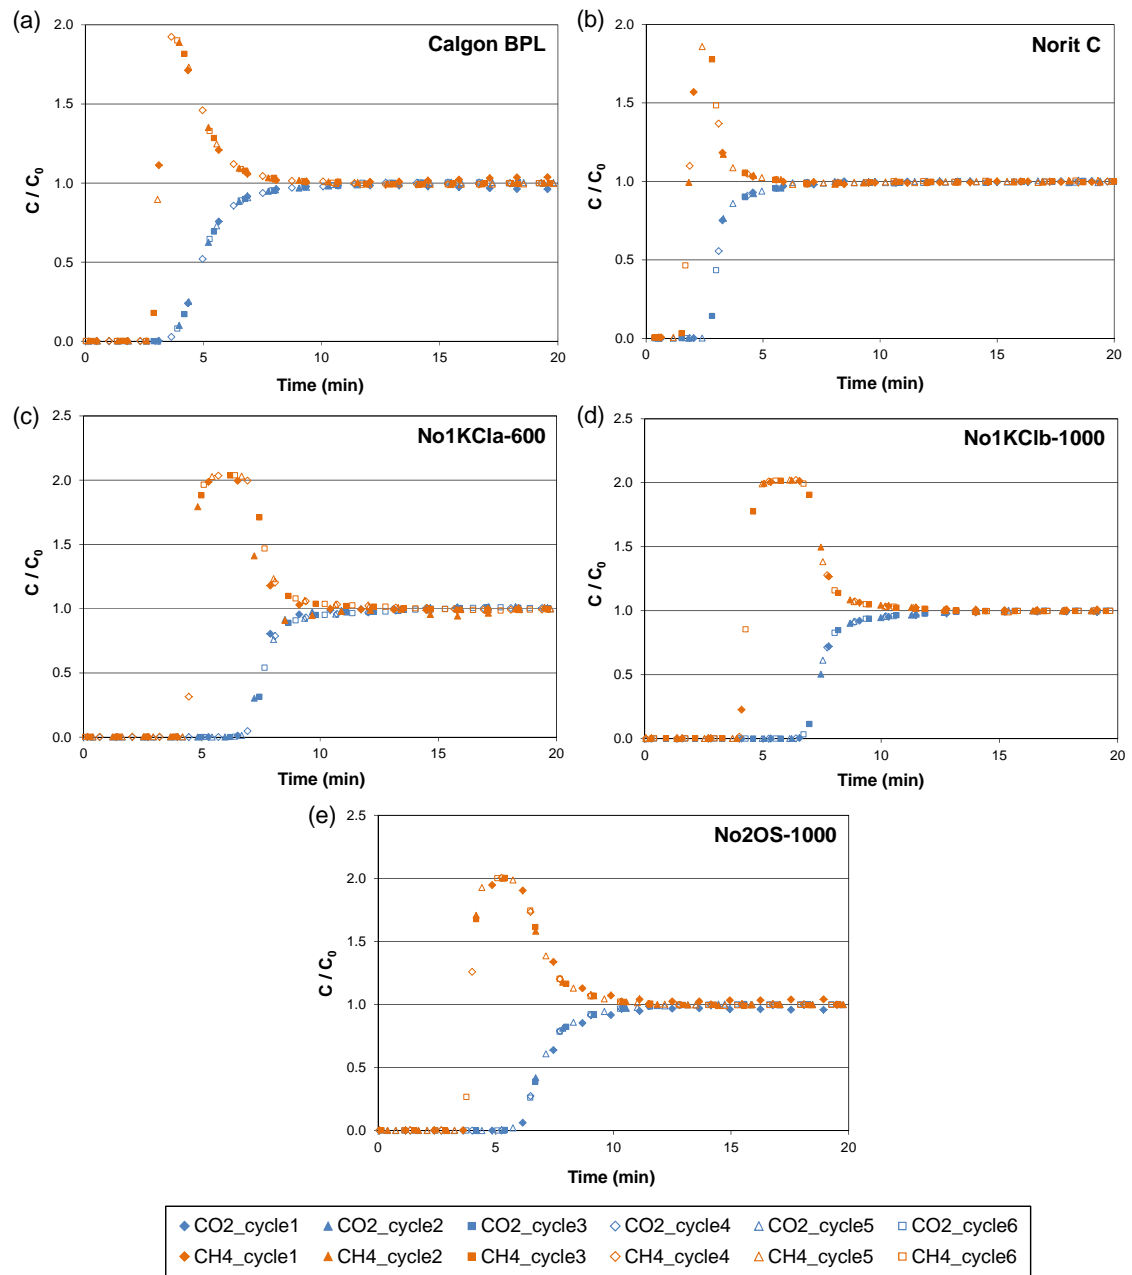 (a)
Calgon BPL
2.0
1.5
1.0
0.5
0.0
C / C0
0 5 10 15 20
Time (min)
(b)
Norit C
2.0
1.5
1.0
0.5
0.0
0 5 10 15 20
Time (min)
(c)
No1KCla-600
2.5
2.0
1.5
1.0
0.5
0.0
C / C0
0 5 10 15 20
Time (min)
(d)
No1KClb-1000
2.5
2.0
1.5
1.0
0.5
0.0
0 5 10 15 20
Time (min)
(e)
No2OS-1000
2.5
2.0
1.5
1.0
0.5
0.0
C / C0
0 5 10 15 20
Time (min)
CO2_cycle1 CO2_cycle2 CO2_cycle3 CO2_cycle4 CO2_cycle5 CO2_cycle6
CH4_cycle1 CH4_cycle2 CH4_cycle3 CH4_cycle4 CH4_cycle5 CH4_cycle6